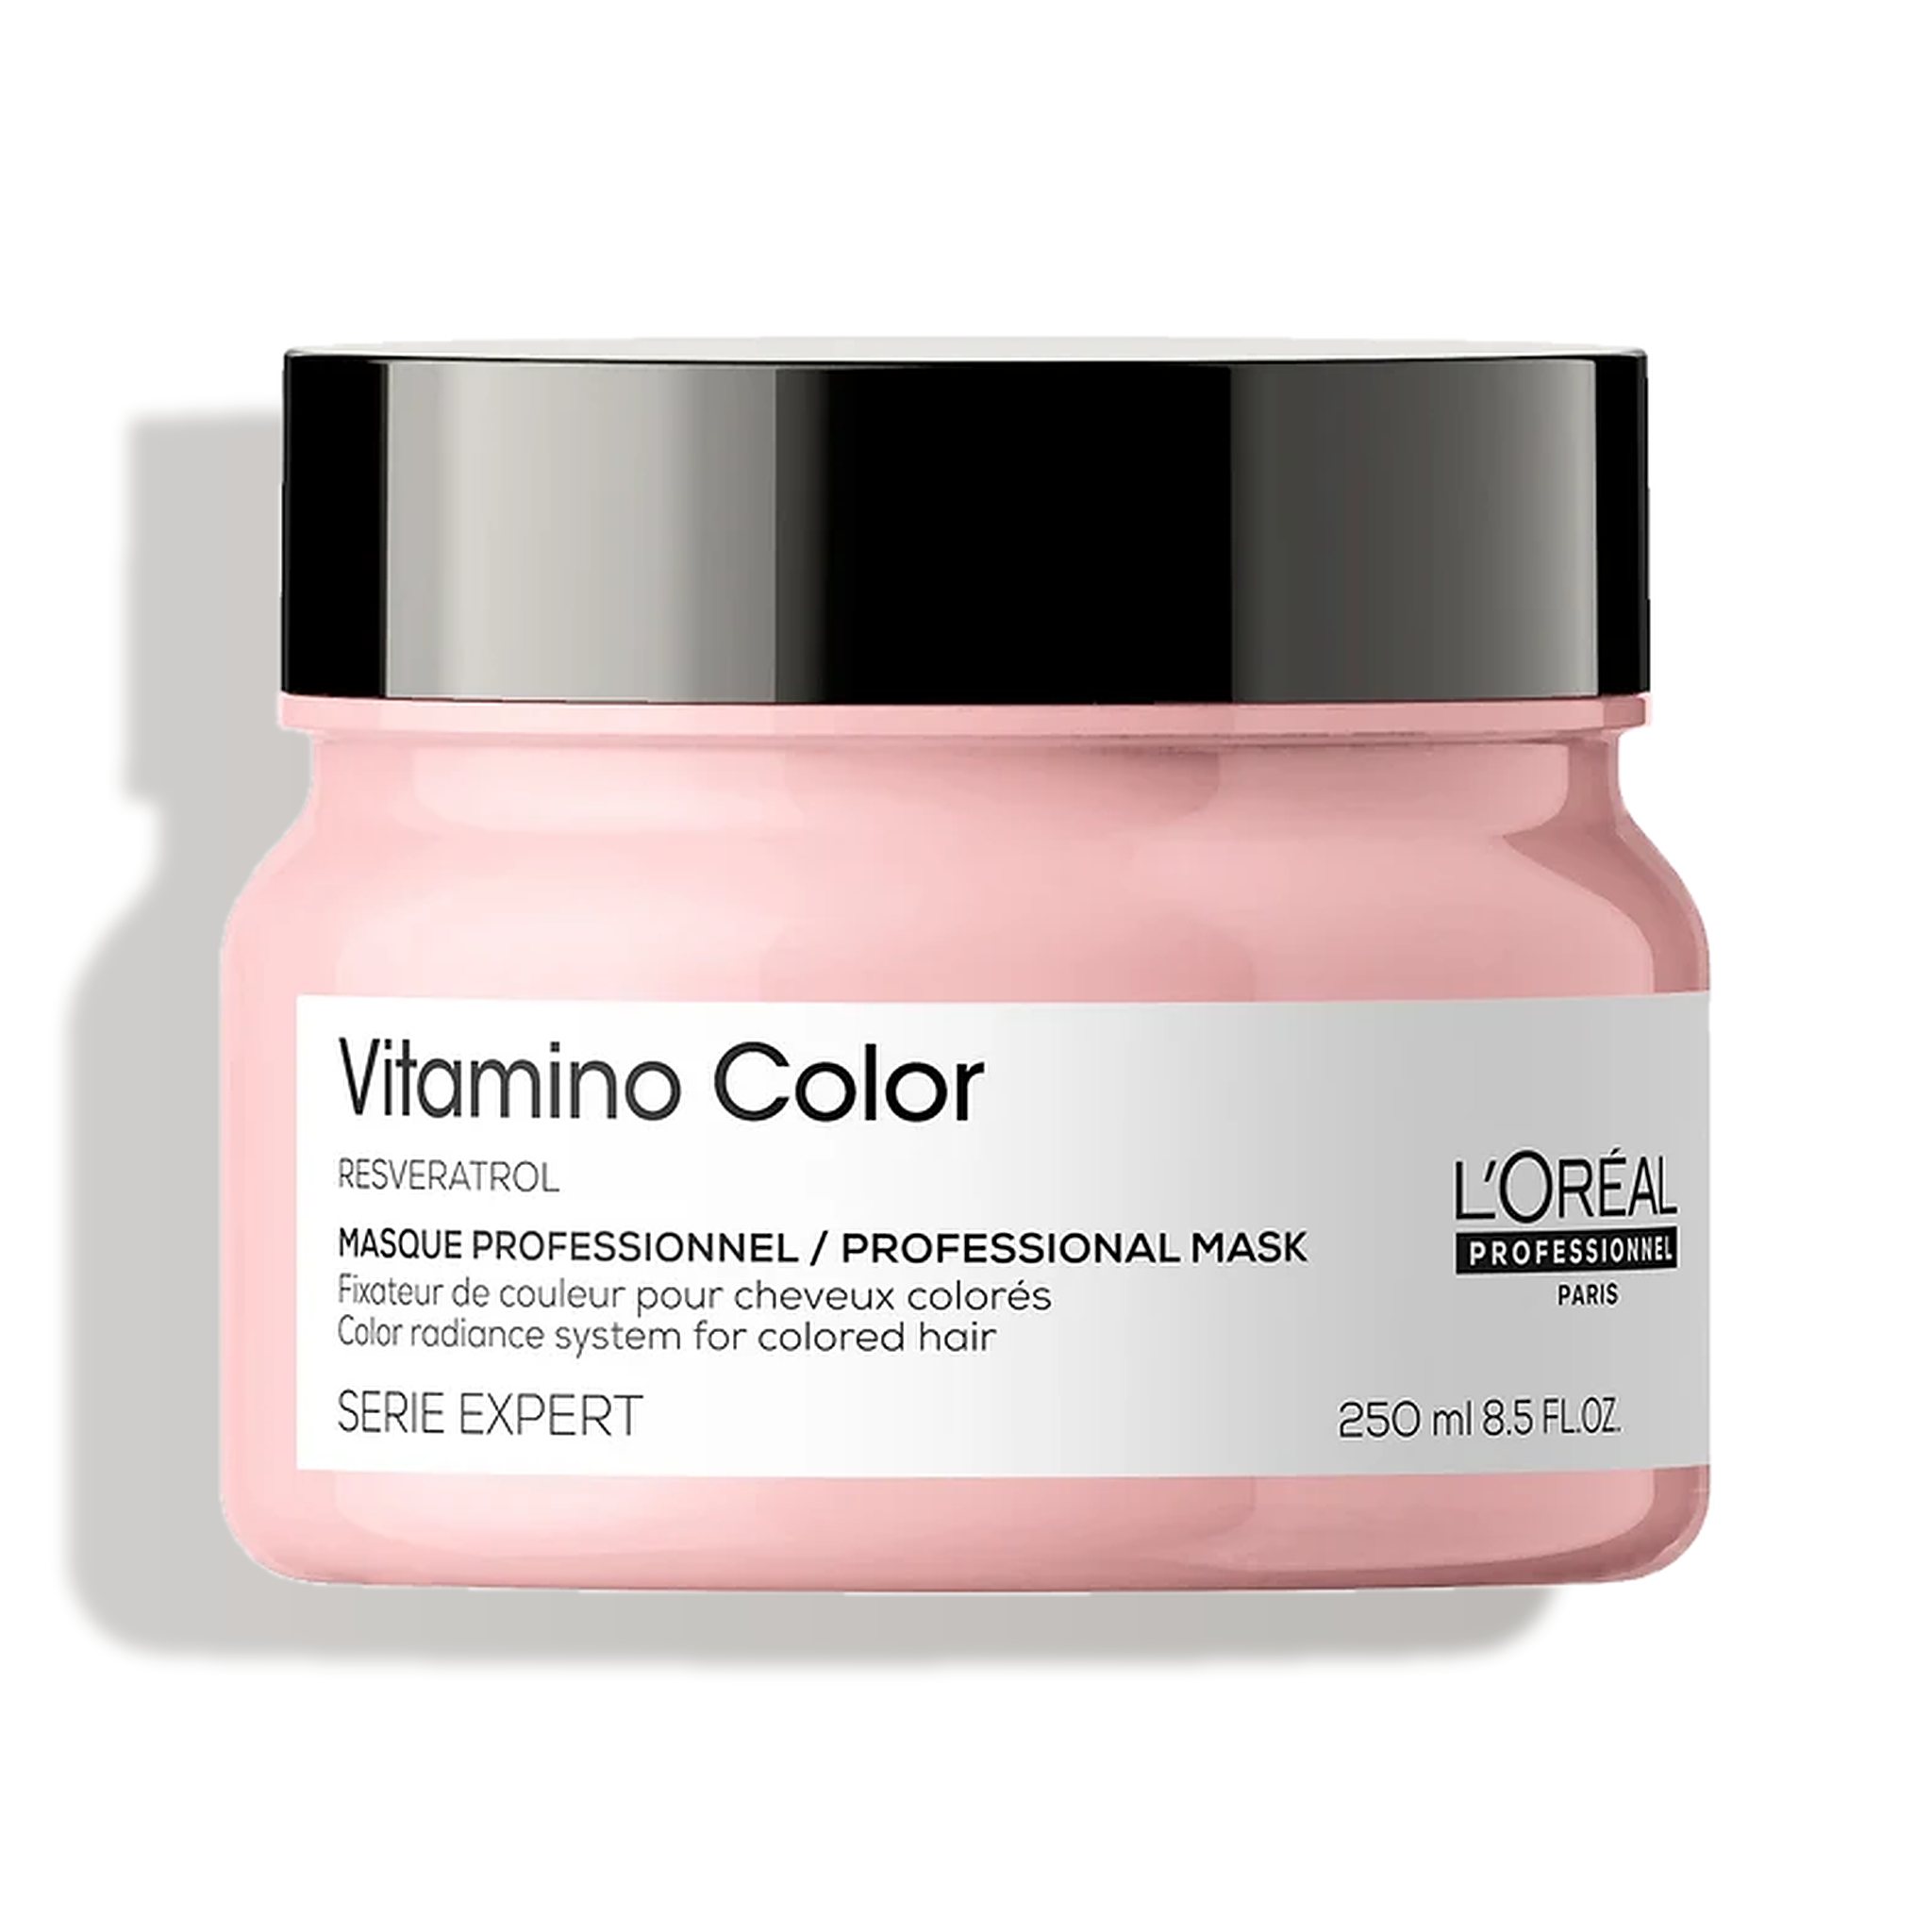 Vitamino Color
RESVERATROL
MASQUE PROFESSIONNEL / PROFESSIONAL MASK
Fixateur de couleur pour cheveux colorés
Color radiance system for colored hair
SERIE EXPERT
L'ORÉAL
PROFESSIONNEL
PARIS
250 ml 8.5 FL.OZ.